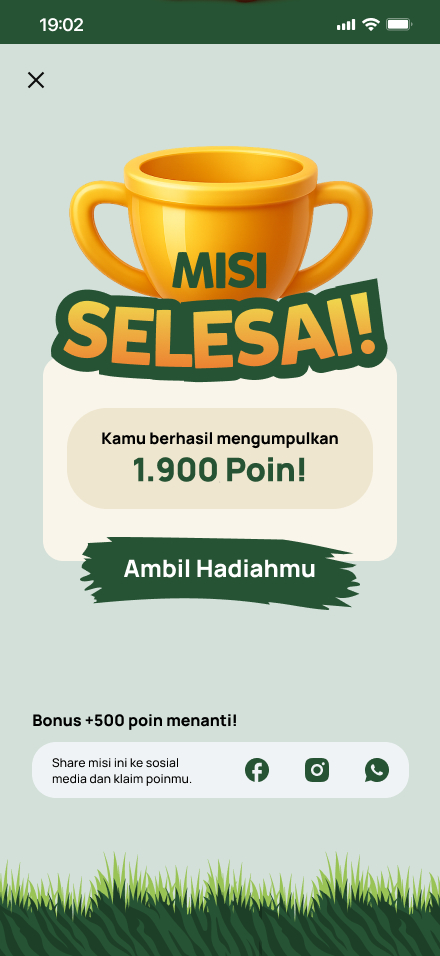 19:02
MISI
SELESAI!
Kamu berhasil mengumpulkan
1.900 Poin!
Ambil Hadiahmu
Bonus +500 poin menanti!
Share misi ini ke sosial
media dan klaim poinmu.